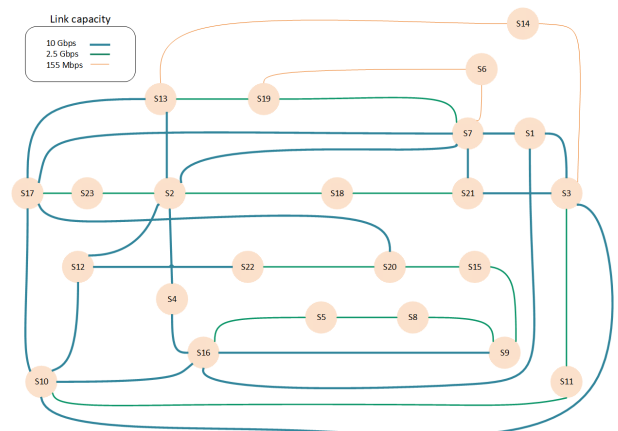 Link capacity
10 Gbps
2.5 Gbps
155 Mbps
S14
S6
S13
S19
S7
S1
S17
S23
S2
S18
S21
S3
S12
S22
S20
S15
S4
S5
S8
S16
S9
S10
S11